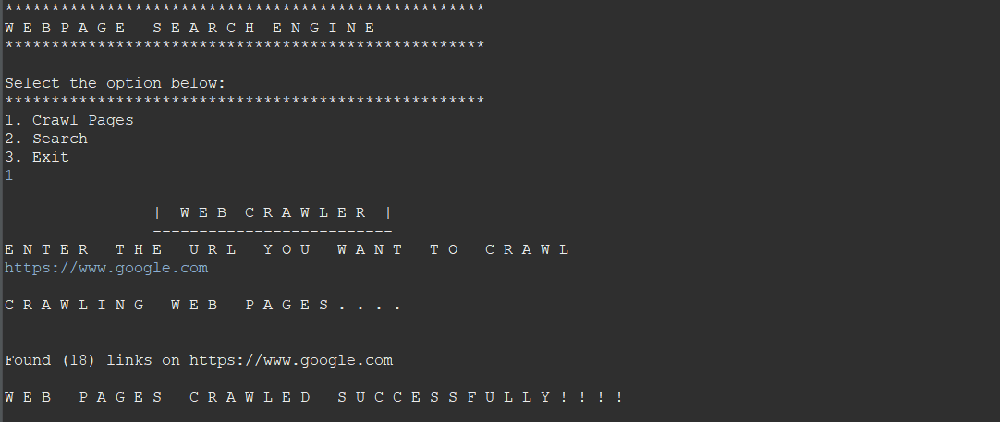 ****************************************************
W E B P A G E   S E A R C H  E N G I N E
****************************************************
Select the option below:
****************************************************
1. Crawl Pages
2. Search
3. Exit
1
| W E B  C R A W L E R |
--------------------------
E N T E R   T H E   U R L   Y O U   W A N T   T O   C R A W L
https://www.google.com
C R A W L I N G   W E B   P A G E S . . . .
Found (18) links on https://www.google.com
W E B   P A G E S   C R A W L E D   S U C C E S S F U L L Y ! ! ! !